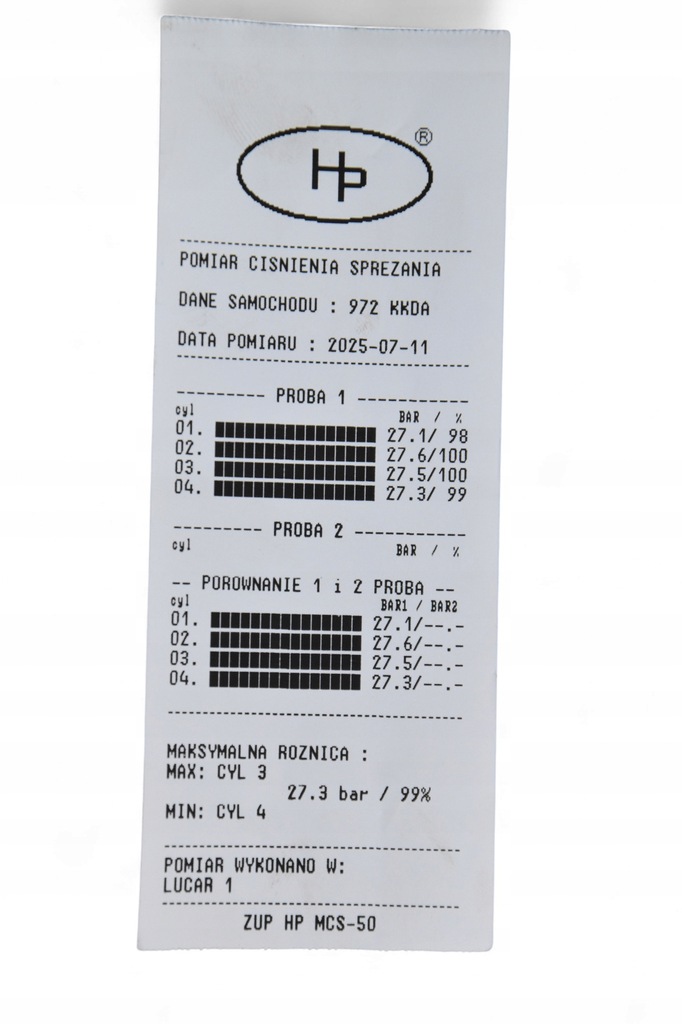 HP ®
POMIAR CISNIENIA SPREZANIA
DANE SAMOCHODU : 972 KKDA
DATA POMIARU : 2025-07-11
--------- PROBA 1 -----------
cyl BAR / %
01. 27.1/ 98
02. 27.6/100
03. 27.5/100
04. 27.3/ 99
--------- PROBA 2 -----------
cyl BAR / %
-- POROWNANIE 1 i 2 PROBA --
cyl BAR1 / BAR2
01. 27.1/--.-
02. 27.6/--.-
03. 27.5/--.-
04. 27.3/--.-
MAKSYMALNA ROZNICA :
MAX: CYL 3
27.3 bar / 99%
MIN: CYL 4
POMIAR WYKONANO W:
LUCAR 1
ZUP HP MCS-50